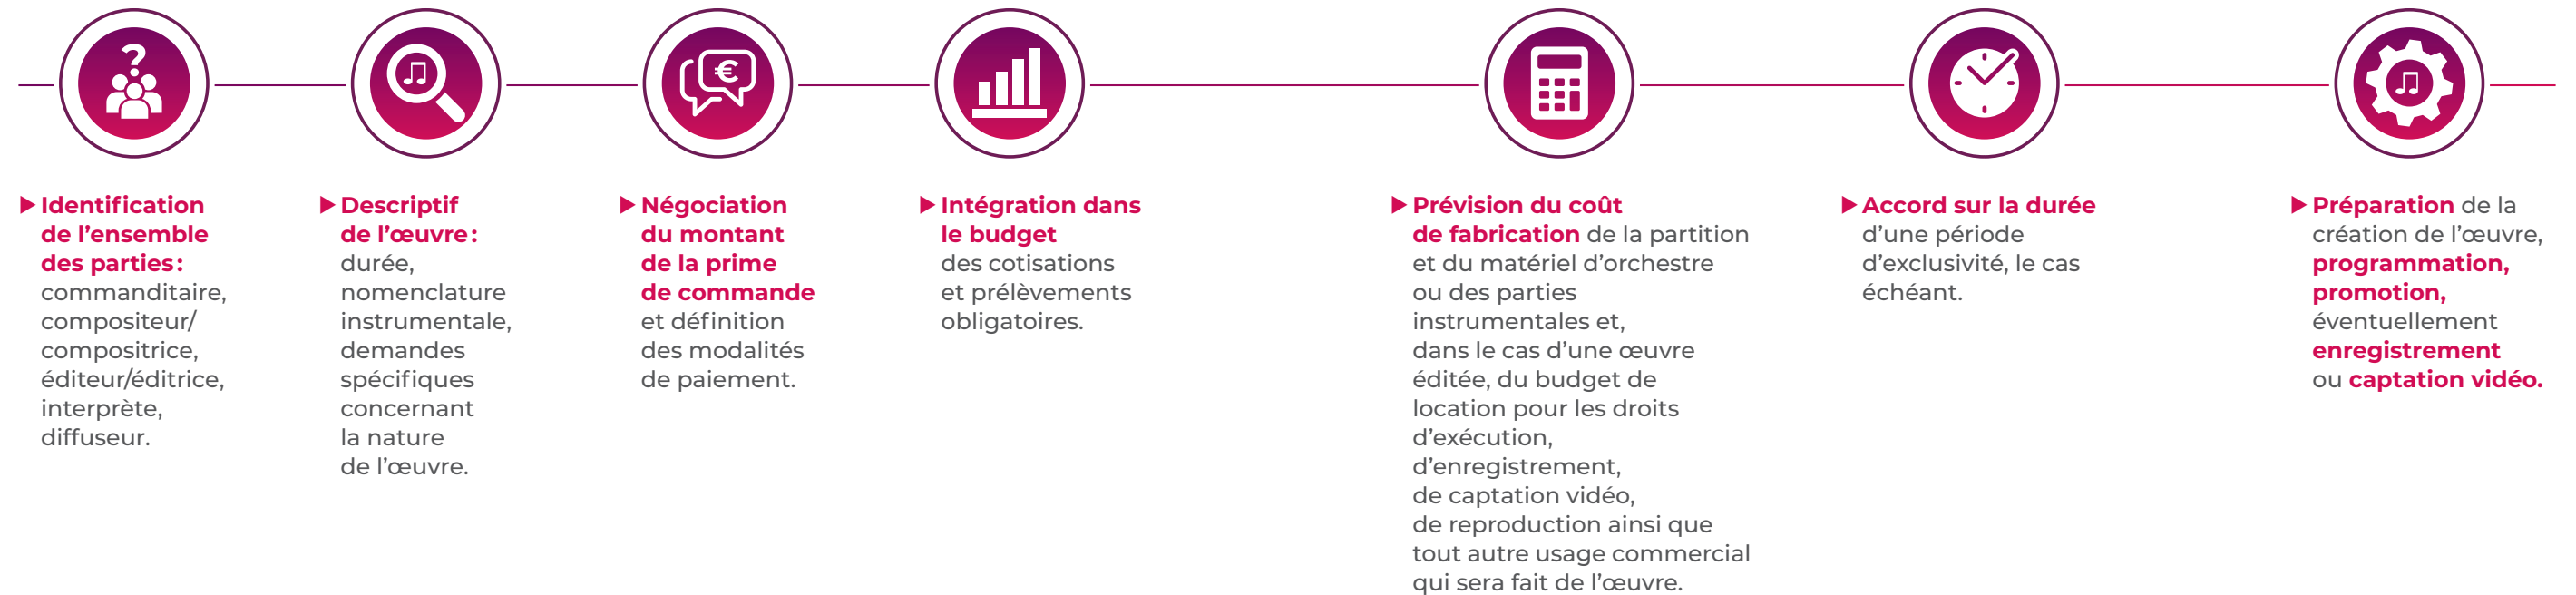 ▶ Identification
de l’ensemble
des parties :
commanditaire,
compositeur/
compositrice,
éditeur/éditrice,
interprète,
diffuseur.
▶ Descriptif
de l’œuvre :
durée,
nomenclature
instrumentale,
demandes
spécifiques
concernant
la nature
de l’œuvre.
▶ Négociation
du montant
de la prime
de commande
et définition
des modalités
de paiement.
▶ Intégration dans
le budget
des cotisations
et prélèvements
obligatoires.
▶ Prévision du coût
de fabrication de la partition
et du matériel d’orchestre
ou des parties
instrumentales et,
dans le cas d’une œuvre
éditée, du budget de
location pour les droits
d’exécution,
d’enregistrement,
de captation vidéo,
de reproduction ainsi que
tout autre usage commercial
qui sera fait de l’œuvre.
▶ Accord sur la durée
d’une période
d’exclusivité, le cas
échéant.
▶ Préparation de la
création de l’œuvre,
programmation,
promotion,
éventuellement
enregistrement
ou captation vidéo.